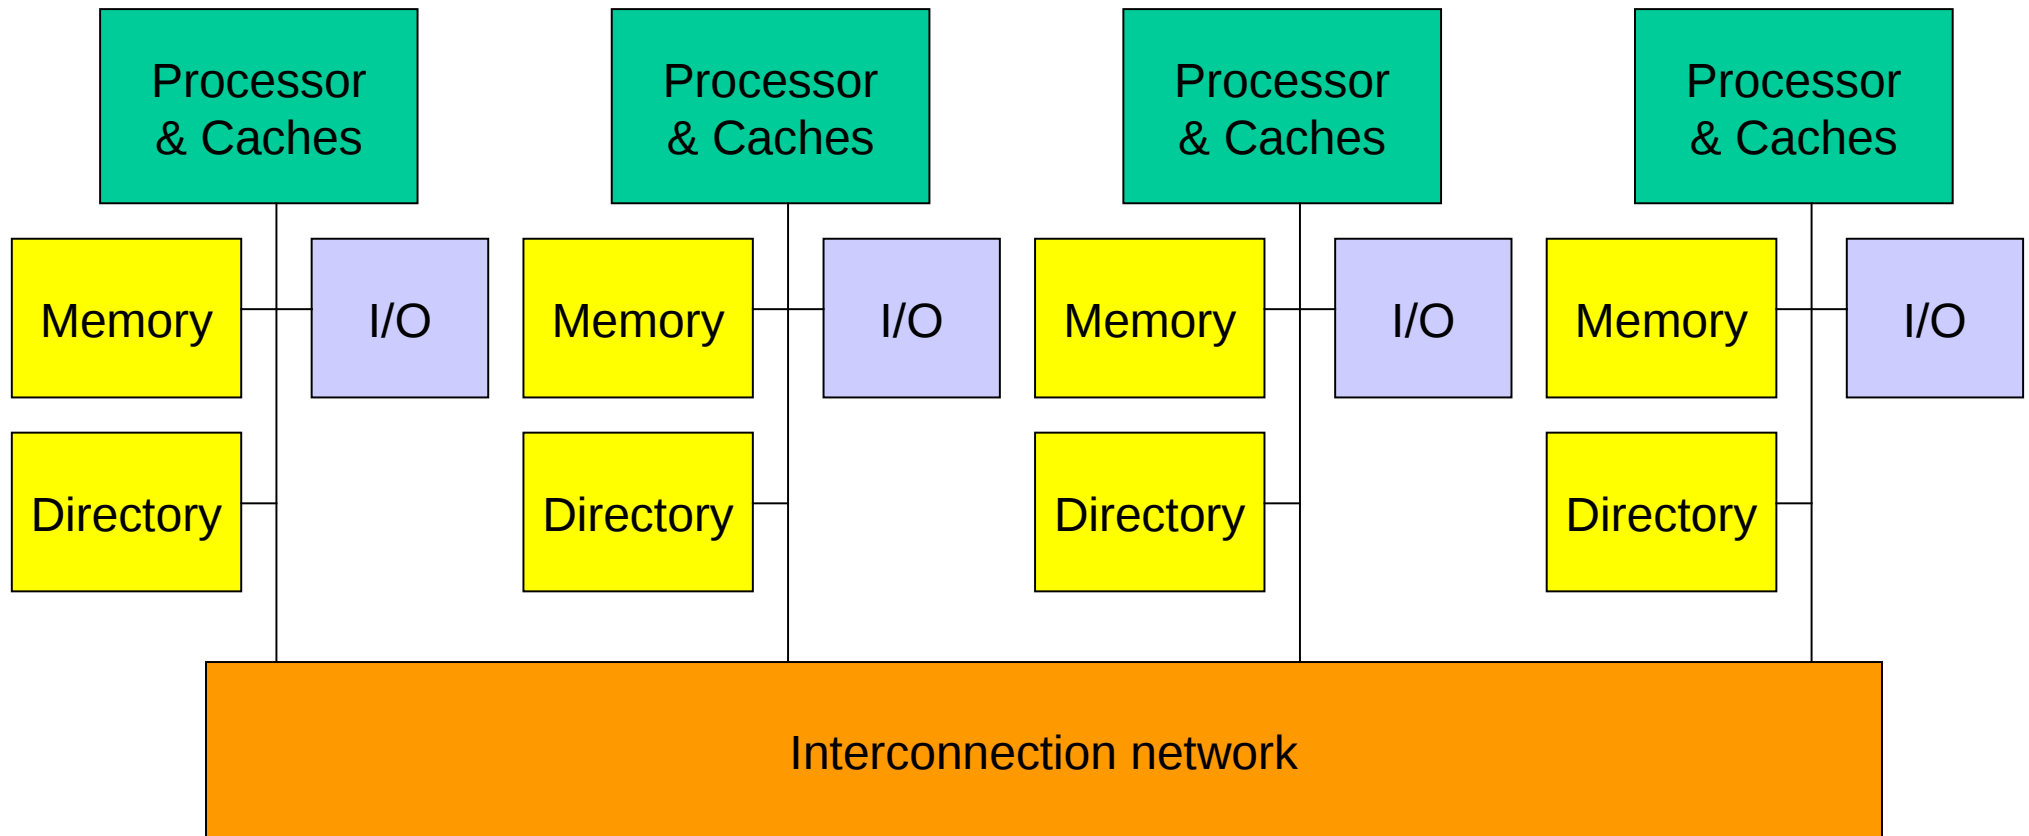 Processor
& Caches
Processor
& Caches
Processor
& Caches
Processor
& Caches
Memory
I/O
Memory
I/O
Memory
I/O
Memory
I/O
Directory
Directory
Directory
Directory
Interconnection network